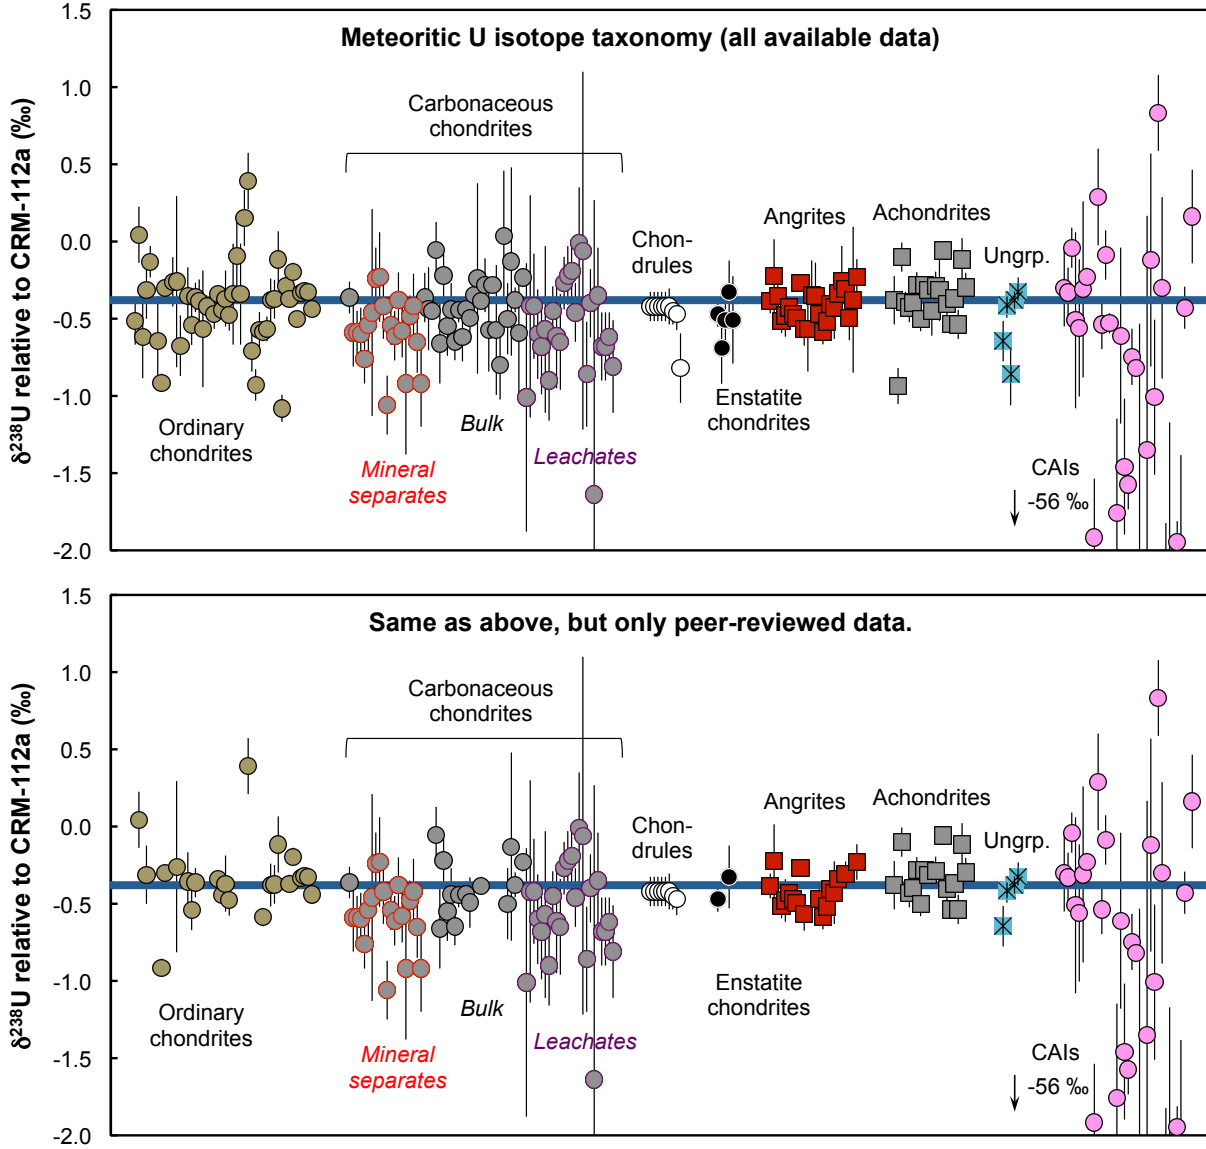 Meteoritic U isotope taxonomy (all available data)
δ²³⁸U relative to CRM-112a (‰)
1.5
1.0
0.5
0.0
-0.5
-1.0
-1.5
-2.0
Carbonaceous
chondrites
Ordinary
chondrites
Mineral
separates
Bulk
Leachates
Chon-
drules
Enstatite
chondrites
Angrites
Achondrites
Ungrp.
CAIs
-56 ‰
Same as above, but only peer-reviewed data.
δ²³⁸U relative to CRM-112a (‰)
1.5
1.0
0.5
0.0
-0.5
-1.0
-1.5
-2.0
Carbonaceous
chondrites
Ordinary
chondrites
Mineral
separates
Bulk
Leachates
Chon-
drules
Enstatite
chondrites
Angrites
Achondrites
Ungrp.
CAIs
-56 ‰